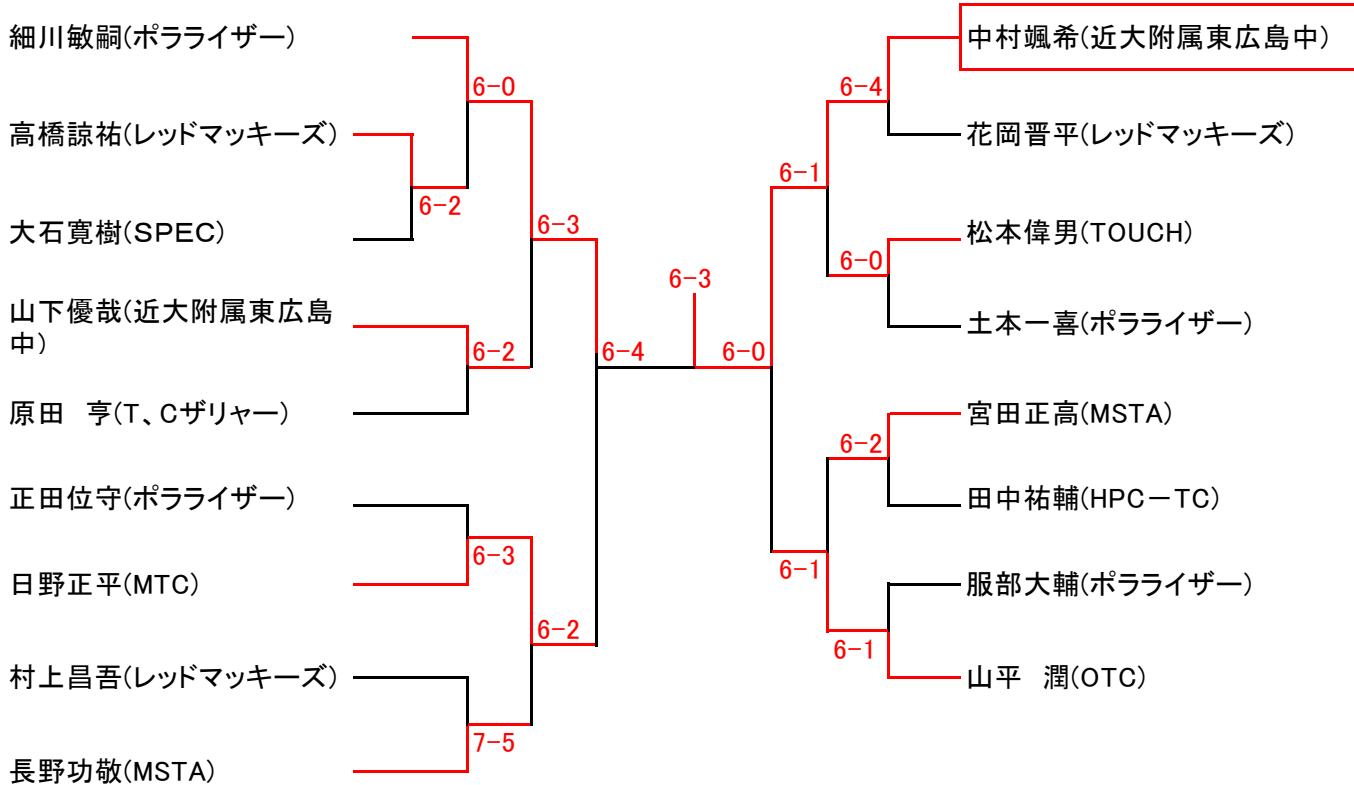 細川敏嗣(ポラライザー)
6-0
高橋諒祐(レッドマッキーズ)
6-2
大石寛樹(SPEC)
6-3
山下優哉(近大附属東広島
中)
6-2
原田　亨(T、Cザリャー)
6-4
正田位守(ポラライザー)
6-3
日野正平(MTC)
6-2
村上昌吾(レッドマッキーズ)
7-5
長野功敬(MSTA)
6-3
中村颯希(近大附属東広島中)
6-4
花岡晋平(レッドマッキーズ)
6-1
松本偉男(TOUCH)
6-0
土本一喜(ポラライザー)
6-0
宮田正高(MSTA)
6-2
田中祐輔(HPC－TC)
6-1
服部大輔(ポラライザー)
6-1
山平　潤(OTC)